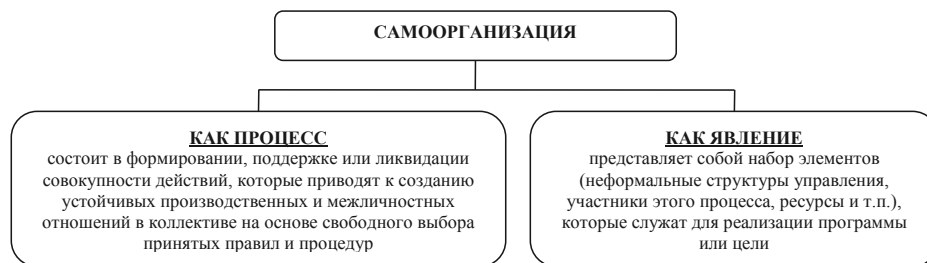 САМООРГАНИЗАЦИЯ
КАК ПРОЦЕСС
состоит в формировании, поддержке или ликвидации
совокупности действий, которые приводят к созданию
устойчивых производственных и межличностных
отношений в коллективе на основе свободного выбора
принятых правил и процедур
КАК ЯВЛЕНИЕ
представляет собой набор элементов
(неформальные структуры управления,
участники этого процесса, ресурсы и т.п.),
которые служат для реализации программы
или цели